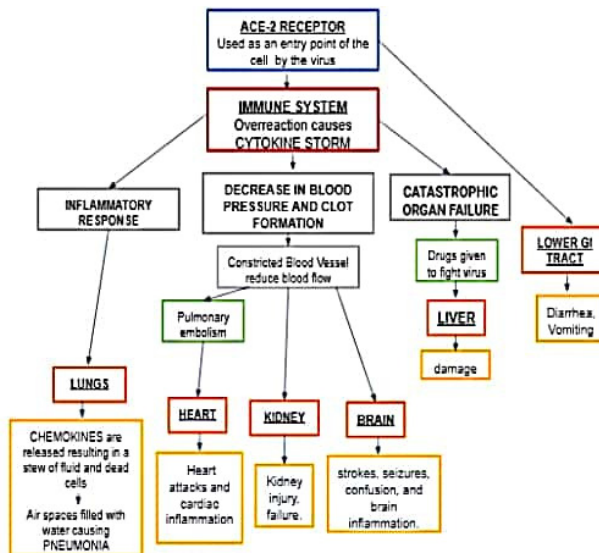 ACE-2 RECEPTOR
Used as an entry point of the
cell by the virus
IMMUNE SYSTEM
Overreaction causes
CYTOKINE STORM
INFLAMMATORY
RESPONSE
DECREASE IN BLOOD
PRESSURE AND CLOT
FORMATION
CATASTROPHIC
ORGAN FAILURE
LOWER GI
TRACT
Constricted Blood Vessel
reduce blood flow
Drugs given
to fight virus
Diarrhea,
Vomiting
Pulmonary
embolism
LIVER
damage
LUNGS
HEART
KIDNEY
BRAIN
CHEMOKINES are
released resulting in a
stew of fluid and dead
cells
Air spaces filled with
water causing
PNEUMONIA
Heart
attacks and
cardiac
inflammation
Kidney
injury,
failure.
strokes, seizures,
confusion, and
brain
inflammation.